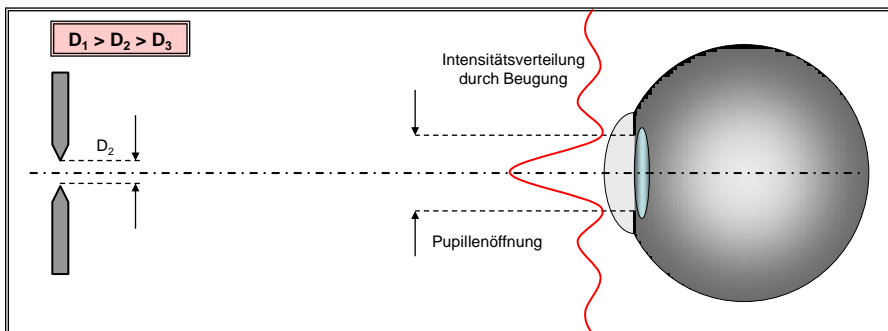 D₁ > D₂ > D₃
Intensitätsverteilung
durch Beugung
D₂
Pupillenöffnung